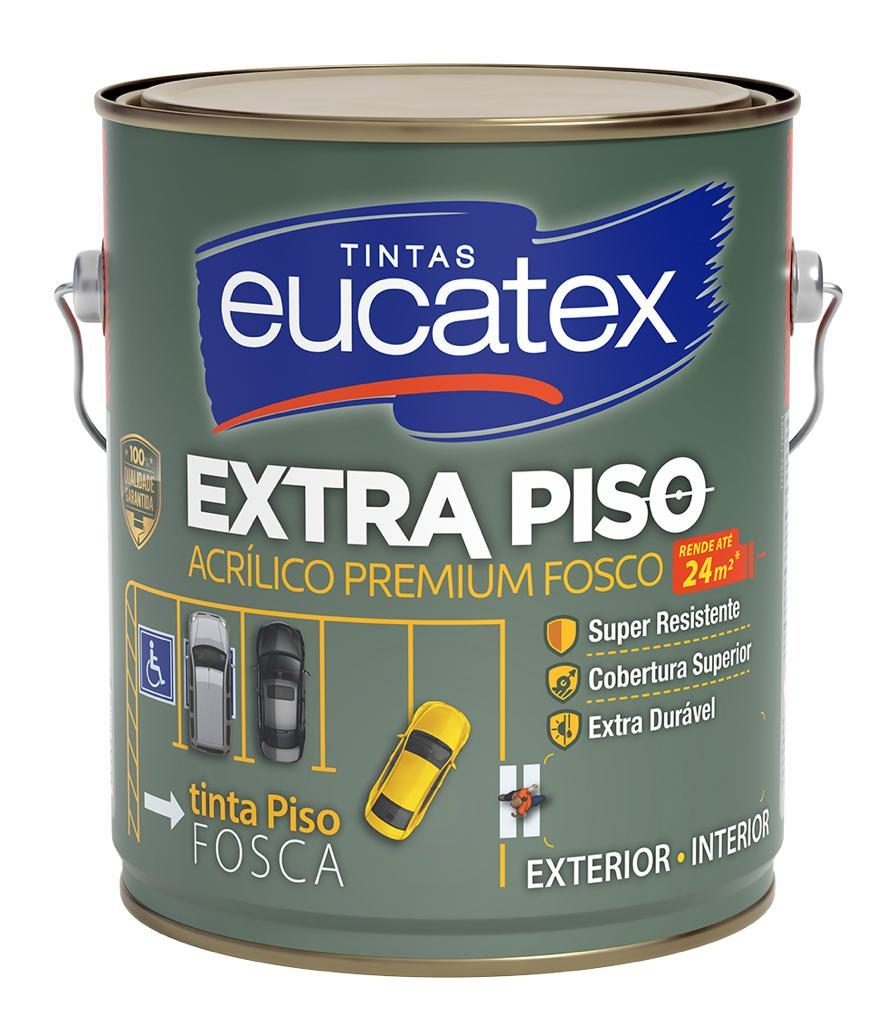 TINTAS
eucatex
100%
QUALIDADE
GARANTIDA
EXTRA PISO
ACRÍLICO PREMIUM FOSCO
RENDE ATÉ
24m²*
Super Resistente
Cobertura Superior
Extra Durável
tinta Piso
FOSCA
EXTERIOR • INTERIOR